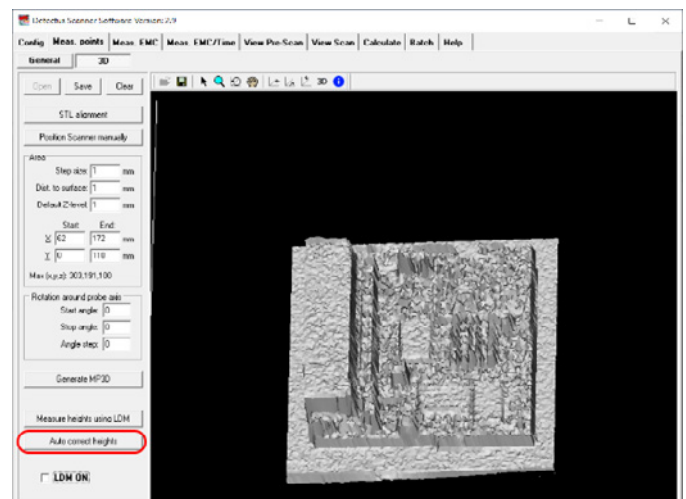 Detectus Scanner Software Version: 2.9
Config Meas. points Meas. EMC Meas. EMC/Time View Pre-Scan View Scan Calculate Batch Help
General 3D
Open Save Clear
3D
STL alignment
Position Scanner manually
Area
Step size: 1 mm
Dist. to surface: 1 mm
Default Z-level: 1 mm
Start: End:
X: 62 172 mm
Y: 0 110 mm
Max (x,y,z): 303,191,100
Rotation around probe axis
Start angle: 0
Stop angle: 0
Angle step: 0
Generate MP3D
Measure heights using LDM
Auto correct heights
LDM ON